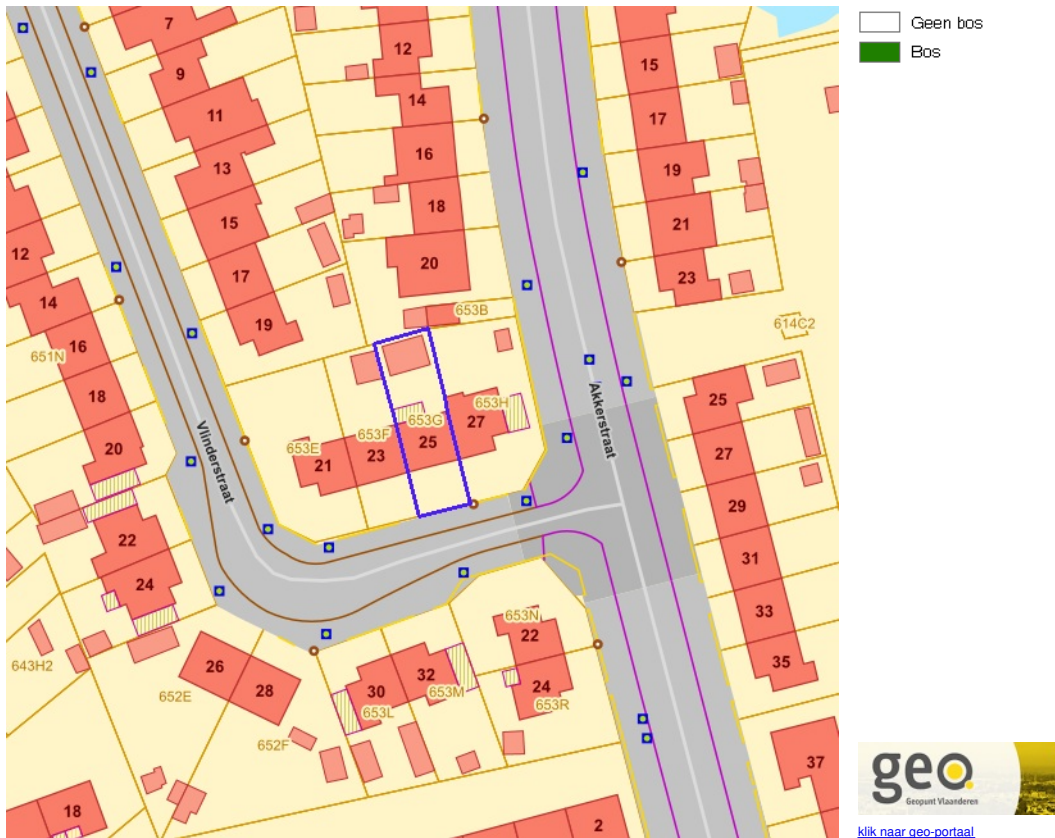 7
9
11
13
15
17
19
12
14
16
18
20
653B
15
17
19
21
23
614C2
12
14
16
651N
18
20
22
24
Vlinderstraat
653E
21
653F
23
653G
25
653H
27
Akkerstraat
25
27
29
31
33
35
37
643H2
652E
26
28
652F
30
653L
32
653M
653N
22
24
653R
18
2
Geen bos
Bos
geo
Geopunt Vlaanderen
klik naar geo-portaal